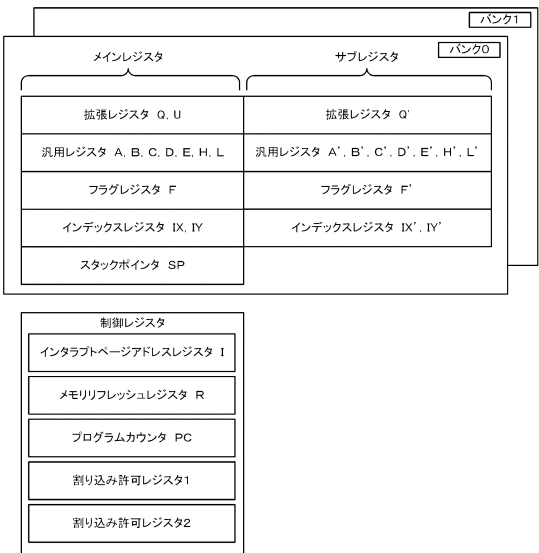 バンク1
バンク0
メインレジスタ
サブレジスタ
拡張レジスタ Q, U
拡張レジスタ Q'
汎用レジスタ A, B, C, D, E, H, L
汎用レジスタ A', B', C', D', E', H', L'
フラグレジスタ F
フラグレジスタ F'
インデックスレジスタ IX, IY
インデックスレジスタ IX', IY'
スタックポインタ SP
制御レジスタ
インタラプトページアドレスレジスタ I
メモリリフレッシュレジスタ R
プログラムカウンタ PC
割り込み許可レジスタ1
割り込み許可レジスタ2